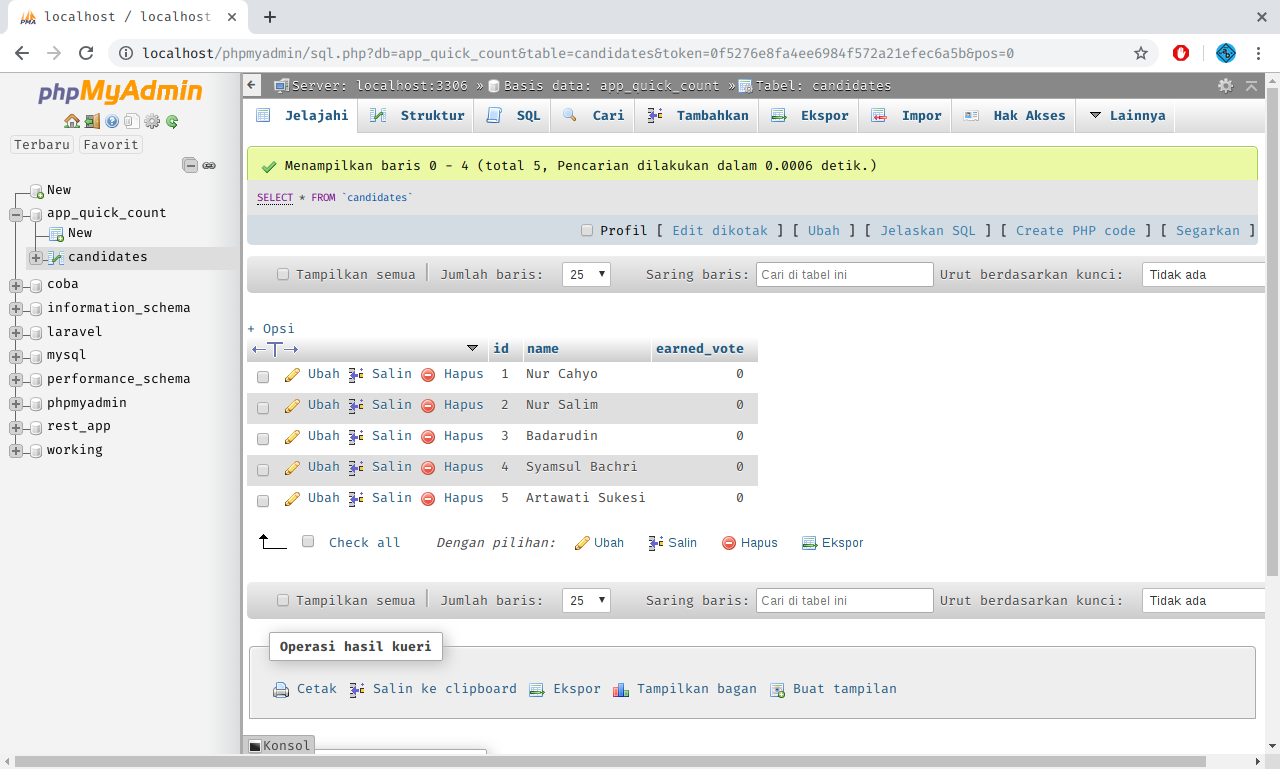 localhost / localhost
localhost/phpmyadmin/sql.php?db=app_quick_count&table=candidates&token=0f5276e8fa4ee6984f572a21efec6a5b&pos=0
phpMyAdmin
Terbaru Favorit
New
app_quick_count
New
candidates
coba
information_schema
laravel
mysql
performance_schema
phpmyadmin
rest_app
working
Server: localhost:3306 » Basis data: app_quick_count » Tabel: candidates
Jelajahi Struktur SQL Cari Tambahkan Ekspor Impor Hak Akses Lainnya
Menampilkan baris 0 - 4 (total 5, Pencarian dilakukan dalam 0.0006 detik.)
SELECT * FROM `candidates`
Profil [ Edit dikotak ] [ Ubah ] [ Jelaskan SQL ] [ Create PHP code ] [ Segarkan ]
Tampilkan semua | Jumlah baris: 25 Saring baris: Cari di tabel ini Urut berdasarkan kunci: Tidak ada
+ Opsi
←T→ id name earned_vote
Ubah Salin Hapus 1 Nur Cahyo 0
Ubah Salin Hapus 2 Nur Salim 0
Ubah Salin Hapus 3 Badarudin 0
Ubah Salin Hapus 4 Syamsul Bachri 0
Ubah Salin Hapus 5 Artawati Sukesi 0
Check all Dengan pilihan: Ubah Salin Hapus Ekspor
Tampilkan semua | Jumlah baris: 25 Saring baris: Cari di tabel ini Urut berdasarkan kunci: Tidak ada
Operasi hasil kueri
Cetak Salin ke clipboard Ekspor Tampilkan bagan Buat tampilan
Konsol